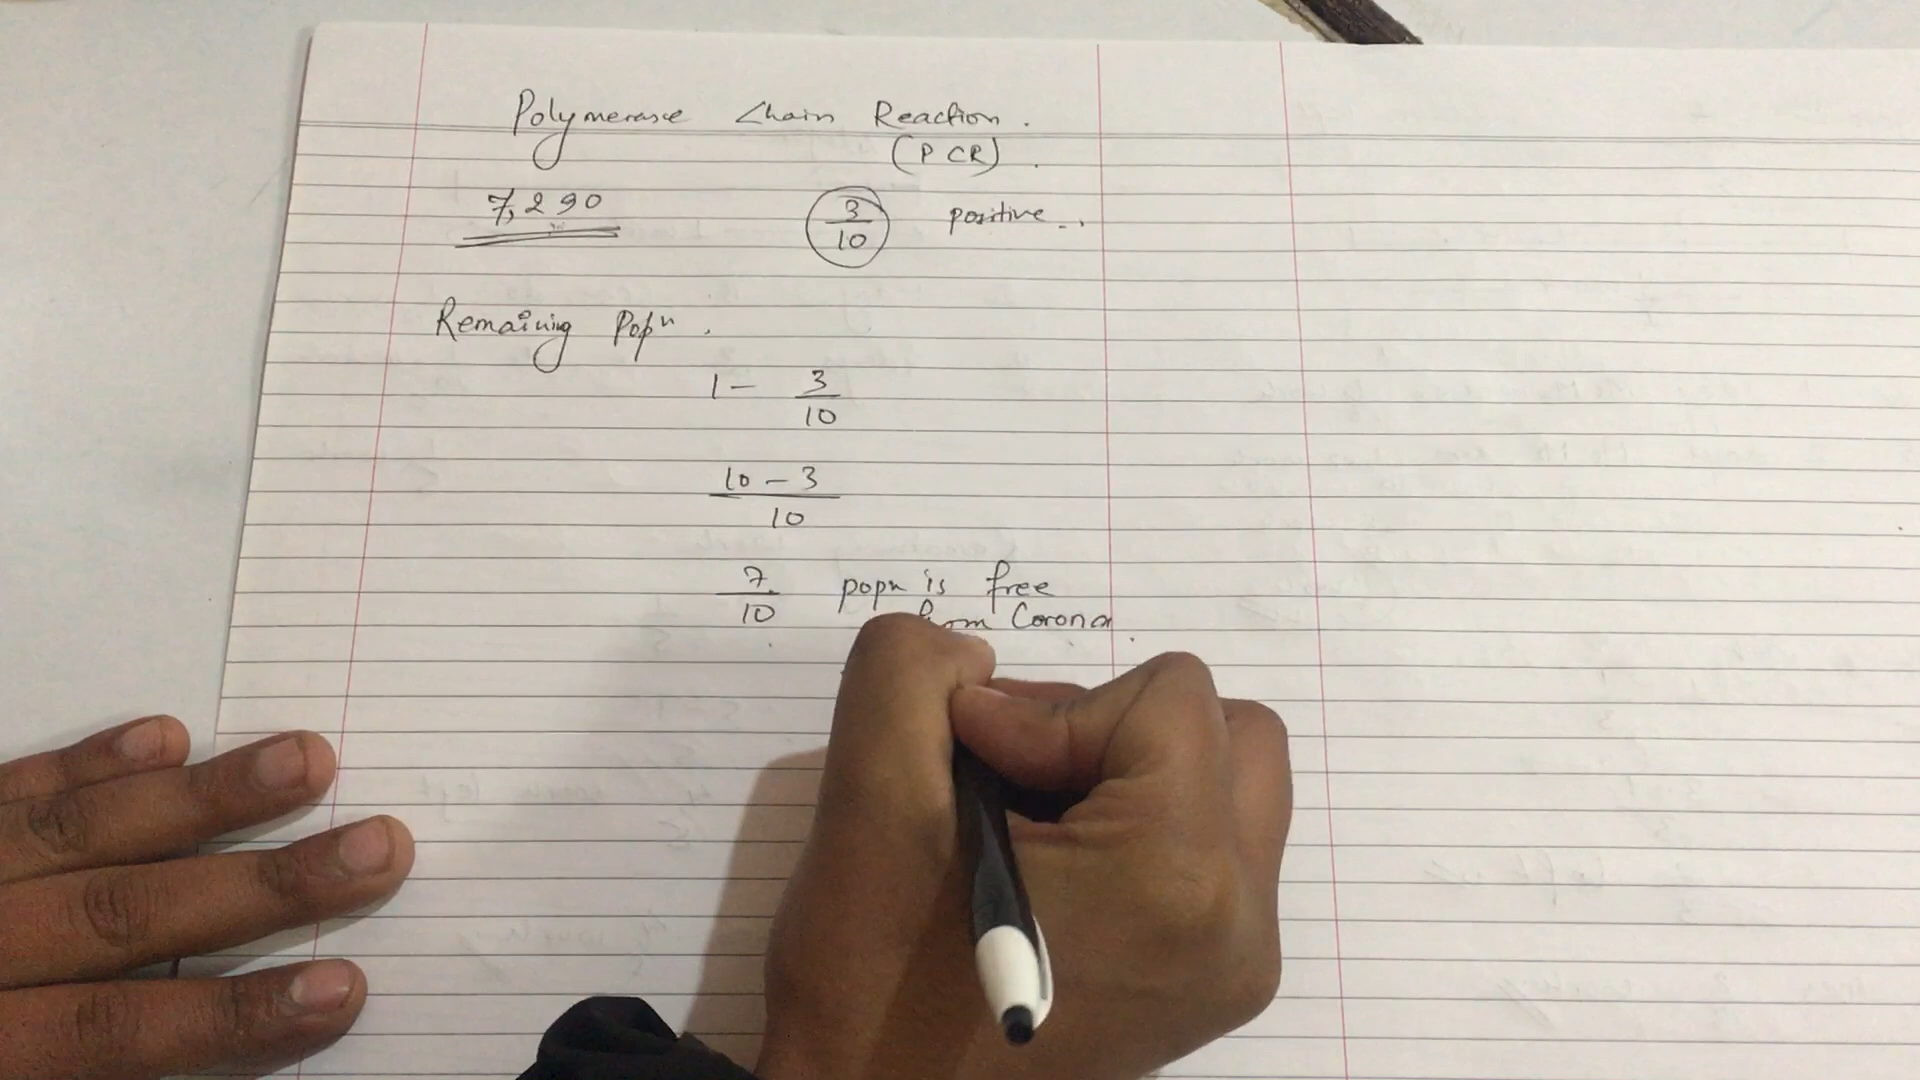 Polymerase Chain Reaction.
(PCR).
7,290
3/10 positive.
Remaining Popn.
1 - 3/10
10 - 3
10
7/10 popn is free
from Corona.